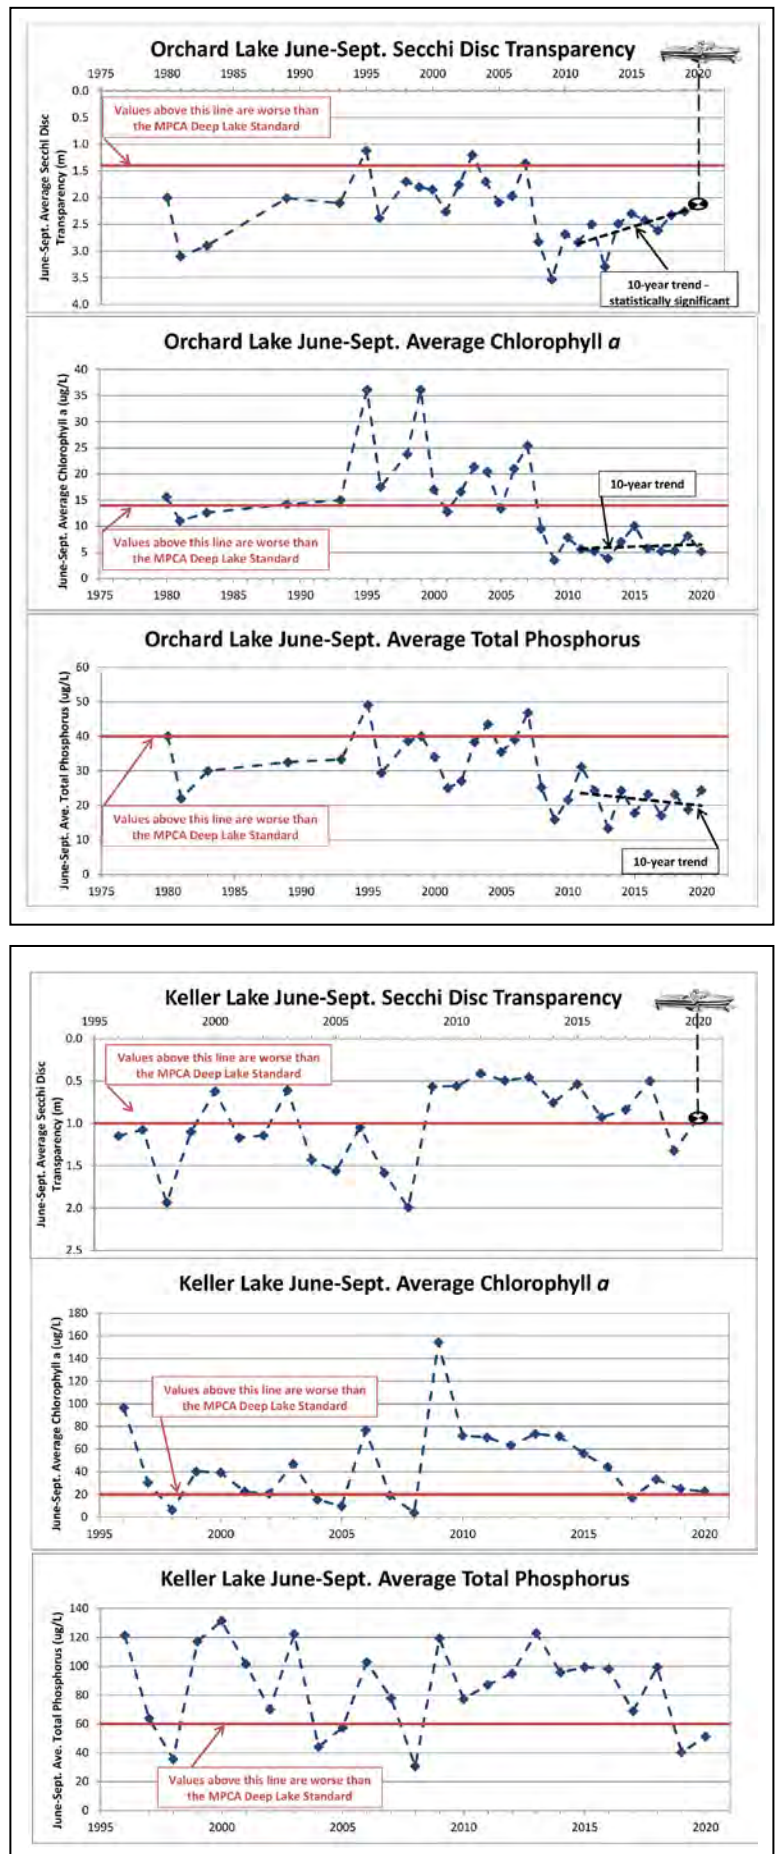 Orchard Lake June-Sept. Secchi Disc Transparency
1975 1980 1985 1990 1995 2000 2005 2010 2015 2020
June-Sept. Average Secchi Disc
Transparency (m)
0.0
0.5
1.0
1.5
2.0
2.5
3.0
3.5
4.0
Values above this line are worse than
the MPCA Deep Lake Standard
10-year trend -
statistically significant
Orchard Lake June-Sept. Average Chlorophyll a
June-Sept. Average Chlorophyll a (ug/L)
40
35
30
25
20
15
10
5
0
10-year trend
Values above this line are worse than
the MPCA Deep Lake Standard
1975 1980 1985 1990 1995 2000 2005 2010 2015 2020
Orchard Lake June-Sept. Average Total Phosphorus
June-Sept. Ave. Total Phosphorus (ug/L)
60
50
40
30
20
10
0
Values above this line are worse than
the MPCA Deep Lake Standard
10-year trend
1975 1980 1985 1990 1995 2000 2005 2010 2015 2020
Keller Lake June-Sept. Secchi Disc Transparency
1995 2000 2005 2010 2015 2020
June-Sept. Average Secchi Disc
Transparency (m)
0.0
0.5
1.0
1.5
2.0
2.5
Values above this line are worse than
the MPCA Deep Lake Standard
Keller Lake June-Sept. Average Chlorophyll a
June-Sept. Average Chlorophyll a (ug/L)
180
160
140
120
100
80
60
40
20
0
Values above this line are worse than
the MPCA Deep Lake Standard
1995 2000 2005 2010 2015 2020
Keller Lake June-Sept. Average Total Phosphorus
June-Sept. Ave. Total Phosphorus (ug/L)
140
120
100
80
60
40
20
0
Values above this line are worse than
the MPCA Deep Lake Standard
1995 2000 2005 2010 2015 2020